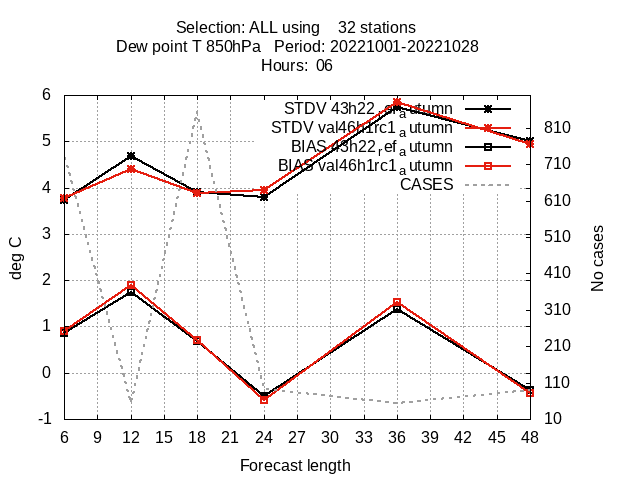 Selection: ALL using    32 stations
Dew point T 850hPa   Period: 20221001-20221028
Hours:  06
STDV 43h22_ref_autumn
STDV val46h1rc1_autumn
BIAS 43h22_ref_autumn
BIAS val46h1rc1_autumn
CASES
deg C
6
5
4
3
2
1
0
-1
810
710
610
510
410
310
210
110
10
No cases
6 9 12 15 18 21 24 27 30 33 36 39 42 45 48
Forecast length